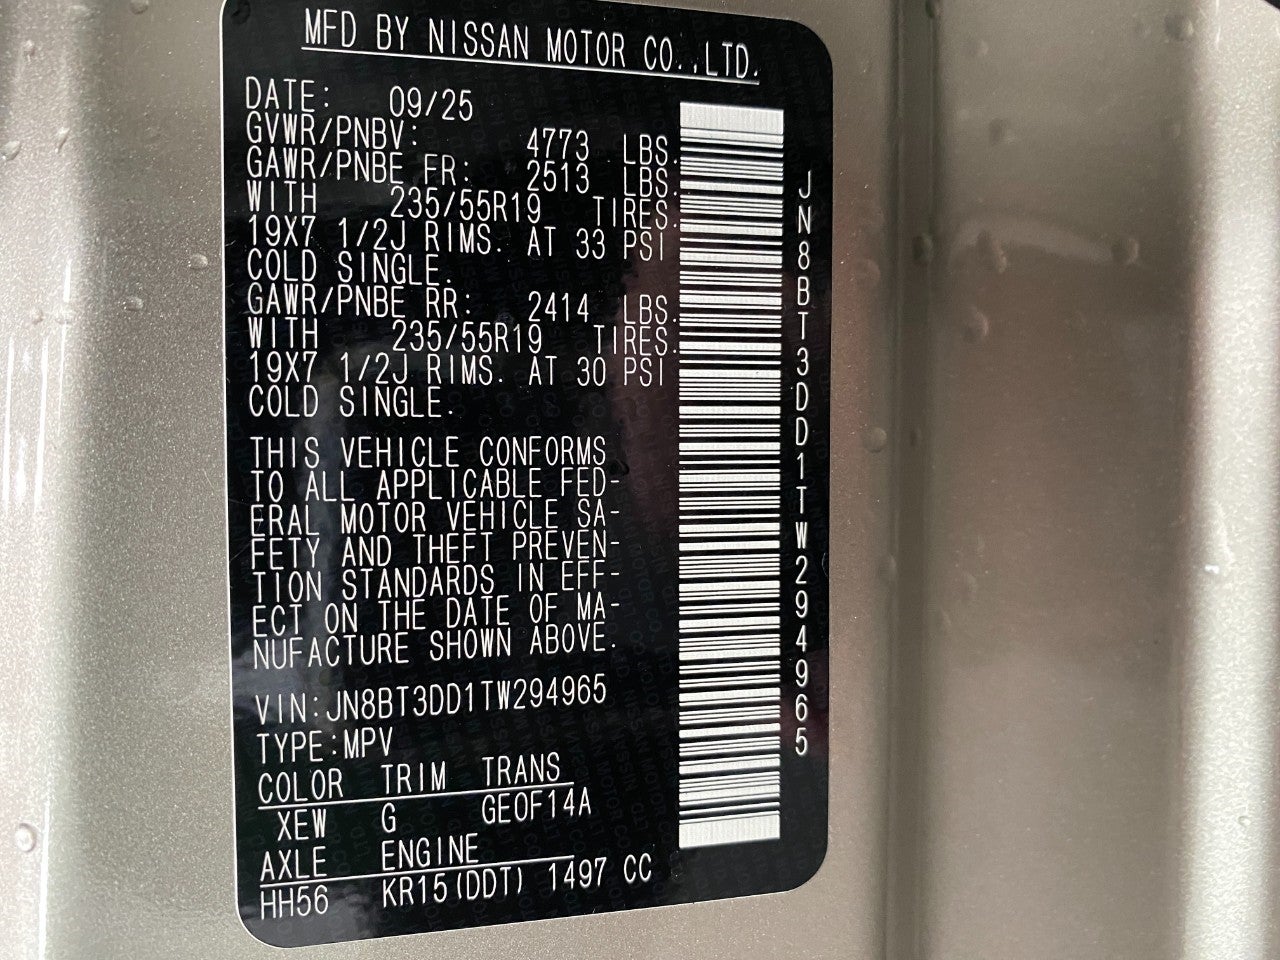 MFD BY NISSAN MOTOR CO.,LTD.
DATE: 09/25
GVWR/PNBV: 4773 LBS.
GAWR/PNBE FR: 2513 LBS.
WITH 235/55R19 TIRES.
19X7 1/2J RIMS. AT 33 PSI
COLD SINGLE.
GAWR/PNBE RR: 2414 LBS.
WITH 235/55R19 TIRES.
19X7 1/2J RIMS. AT 30 PSI
COLD SINGLE.
THIS VEHICLE CONFORMS
TO ALL APPLICABLE FED-
ERAL MOTOR VEHICLE SA-
FETY AND THEFT PREVEN-
TION STANDARDS IN EFF-
ECT ON THE DATE OF MA-
NUFACTURE SHOWN ABOVE.
VIN:JN8BT3DD1TW294965
TYPE:MPV
COLOR TRIM TRANS
XEW G GE0F14A
AXLE ENGINE
HH56 KR15(DDT) 1497 CC
JN8BT3DD1TW294965